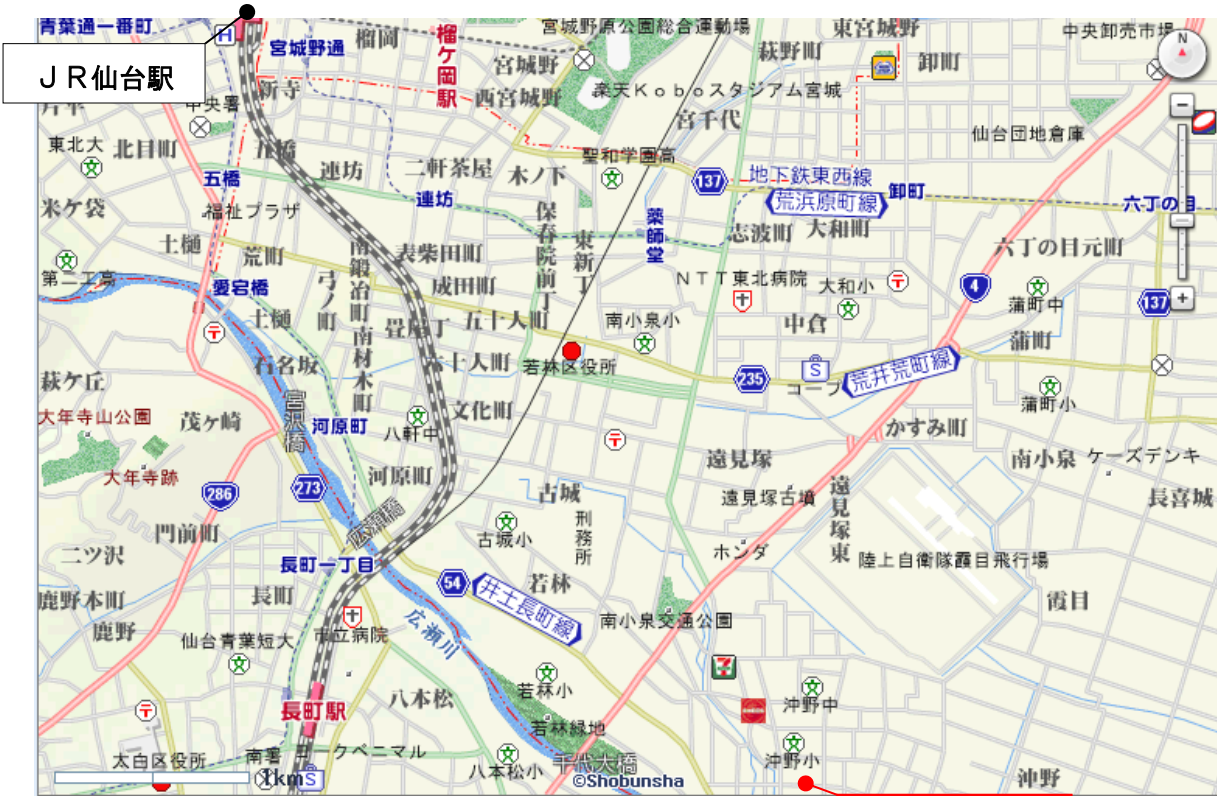 青葉通一番町
宮城野通
榴岡
榴ケ岡駅
宮城野原公園総合運動場
萩野町
東宮城野
卸町
中央卸売市場
N
H
ＪＲ仙台駅
宮城野
西宮城野
楽天Ｋｏｂｏスタジアム宮城
宮千代
新寺
片平
中央署
仙台団地倉庫
東北大
北目町
五橋
連坊
二軒茶屋
木ノ下
聖和学園高
137
地下鉄東西線
荒浜原町線
卸町
六丁の目
五橋
連坊
米ケ袋
福祉プラザ
保春院前丁
東新丁
薬師堂
志波町
大和町
六丁の目元町
土樋
荒町
南鍛冶町
表柴田町
第二工高
弓ノ町
成田町
ＮＴＴ東北病院
大和小
4
蒲町中
137
愛宕橋
土樋
南材木町
畳屋丁
五十人町
南小泉小
中倉
蒲町
石名坂
六十人町
若林区役所
235
S
コープ
荒井荒町線
萩ケ丘
宮沢橋
蒲町小
大年寺山公園
茂ケ崎
河原町
八軒中
文化町
かすみ町
大年寺跡
286
273
河原町
遠見塚
南小泉
ケーズデンキ
長喜城
古城
遠見塚古墳
遠見塚東
門前町
広瀬橋
古城小
刑務所
ホンダ
二ツ沢
長町一丁目
陸上自衛隊霞目飛行場
鹿野本町
長町
54
井土長町線
若林
霞目
鹿野
仙台青葉短大
市立病院
広瀬川
南小泉交通公園
若林小
沖野中
長町駅
八本松
若林緑地
太白区役所
南署
ヨークベニマル
八本松小
千代大橋
沖野小
沖野
1km
S
©Shobunsha